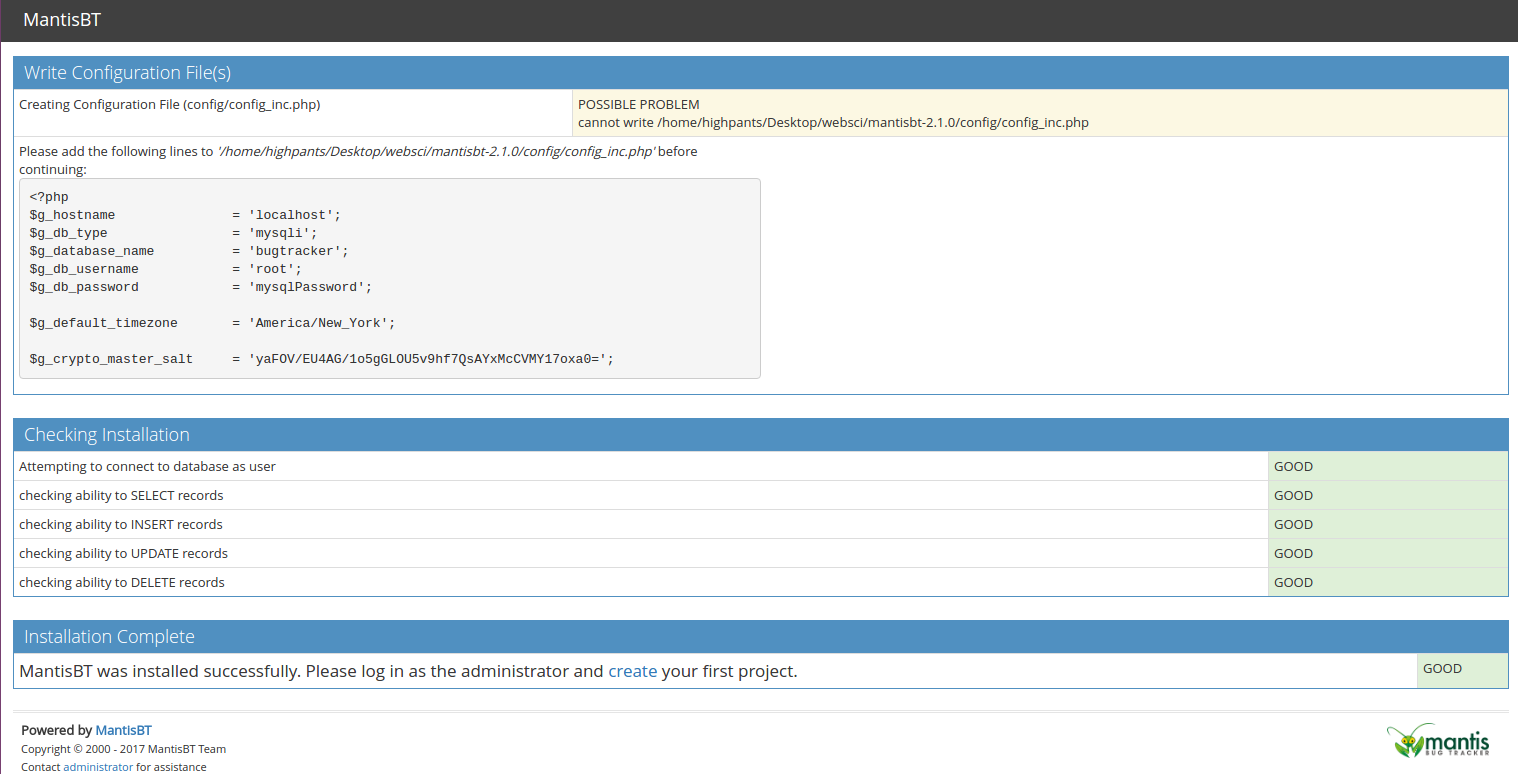 MantisBT
Write Configuration File(s)
Creating Configuration File (config/config_inc.php)
POSSIBLE PROBLEM
cannot write /home/highpants/Desktop/websci/mantisbt-2.1.0/config/config_inc.php
Please add the following lines to '/home/highpants/Desktop/websci/mantisbt-2.1.0/config/config_inc.php' before
continuing:
<?php
$g_hostname               = 'localhost';
$g_db_type                = 'mysqli';
$g_database_name          = 'bugtracker';
$g_db_username            = 'root';
$g_db_password            = 'mysqlPassword';
$g_default_timezone       = 'America/New_York';
$g_crypto_master_salt     = 'yaFOV/EU4AG/1o5gGLOU5v9hf7QsAYxMcCVMY17oxa0=';
Checking Installation
Attempting to connect to database as user GOOD
checking ability to SELECT records GOOD
checking ability to INSERT records GOOD
checking ability to UPDATE records GOOD
checking ability to DELETE records GOOD
Installation Complete
MantisBT was installed successfully. Please log in as the administrator and create your first project. GOOD
Powered by MantisBT
Copyright © 2000 - 2017 MantisBT Team
Contact administrator for assistance
mantis
BUG TRACKER